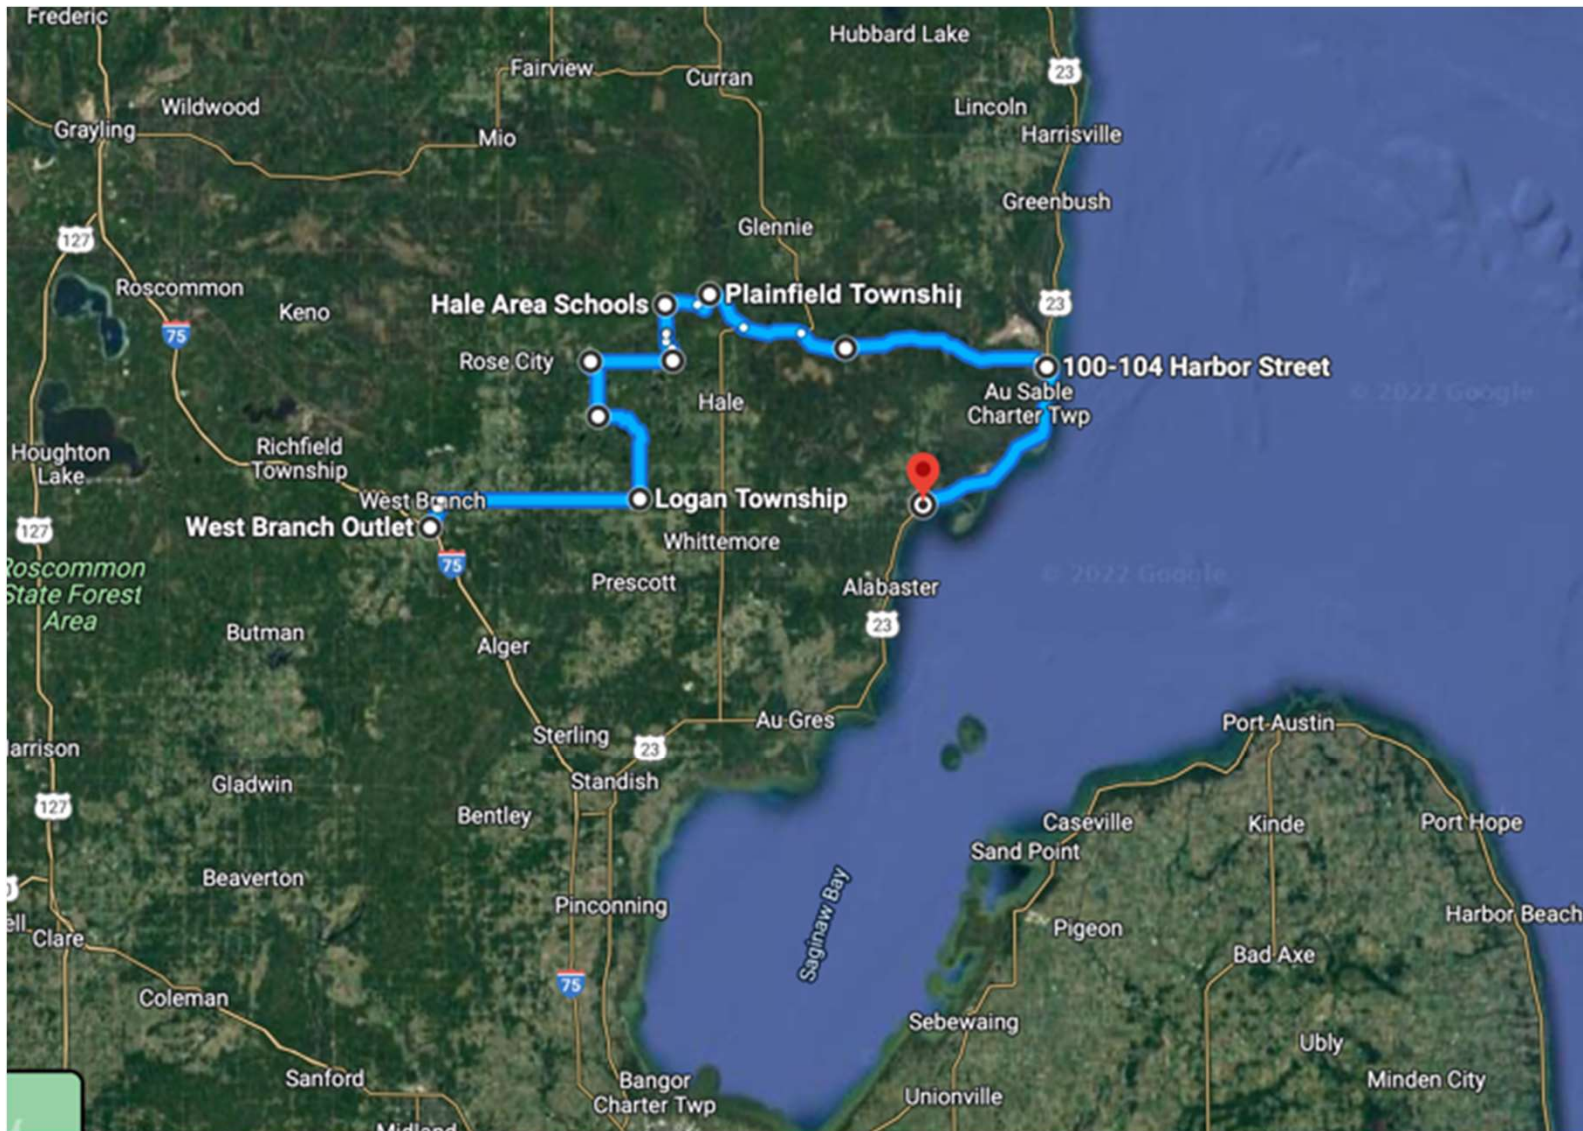 Frederic
Hubbard Lake
Fairview
Curran
23
Wildwood
Lincoln
Grayling
Mio
Harrisville
Greenbush
Glennie
127
Roscommon
Keno
Hale Area Schools
Plainfield Township
23
75
Rose City
100-104 Harbor Street
Au Sable
Charter Twp
© 2022 Google
Hale
Houghton
Lake
Richfield
Township
West Branch
Logan Township
West Branch Outlet
127
Whittemore
75
Roscommon
State Forest
Area
Prescott
Alabaster
© 2022 Google
23
Butman
Alger
Au Gres
Port Austin
Sterling
23
arrison
Standish
Gladwin
127
Bentley
Caseville
Kinde
Port Hope
Sand Point
Beaverton
Pinconning
Saginaw Bay
Pigeon
Harbor Beach
ell
Clare
Bad Axe
75
Coleman
Sebewaing
Ubly
Sanford
Bangor
Charter Twp
Unionville
Minden City
Midland